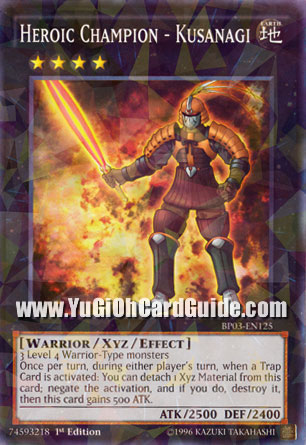 HEROIC CHAMPION - KUSANAGI
EARTH
地
www.YuGiOhCardGuide.com
BP03-EN125
[WARRIOR/XYZ/EFFECT]
3 Level 4 Warrior-Type monsters
Once per turn, during either player's turn, when a Trap
Card is activated: You can detach 1 Xyz Material from this
card; negate the activation, and if you do, destroy it,
then this card gains 500 ATK.
ATK/2500 DEF/2400
74593218 1st Edition ©1996 KAZUKI TAKAHASHI